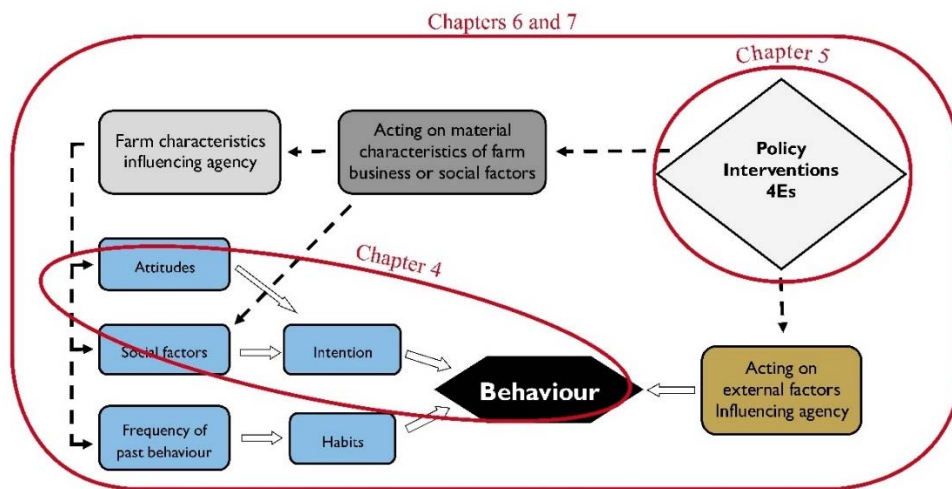 Chapters 6 and 7
Chapter 5
Farm characteristics
influencing agency
Acting on material
characteristics of farm
business or social factors
Policy
Interventions
4Es
Chapter 4
Attitudes
Social factors
Intention
Behaviour
Acting on
external factors
Influencing agency
Frequency of
past behaviour
Habits